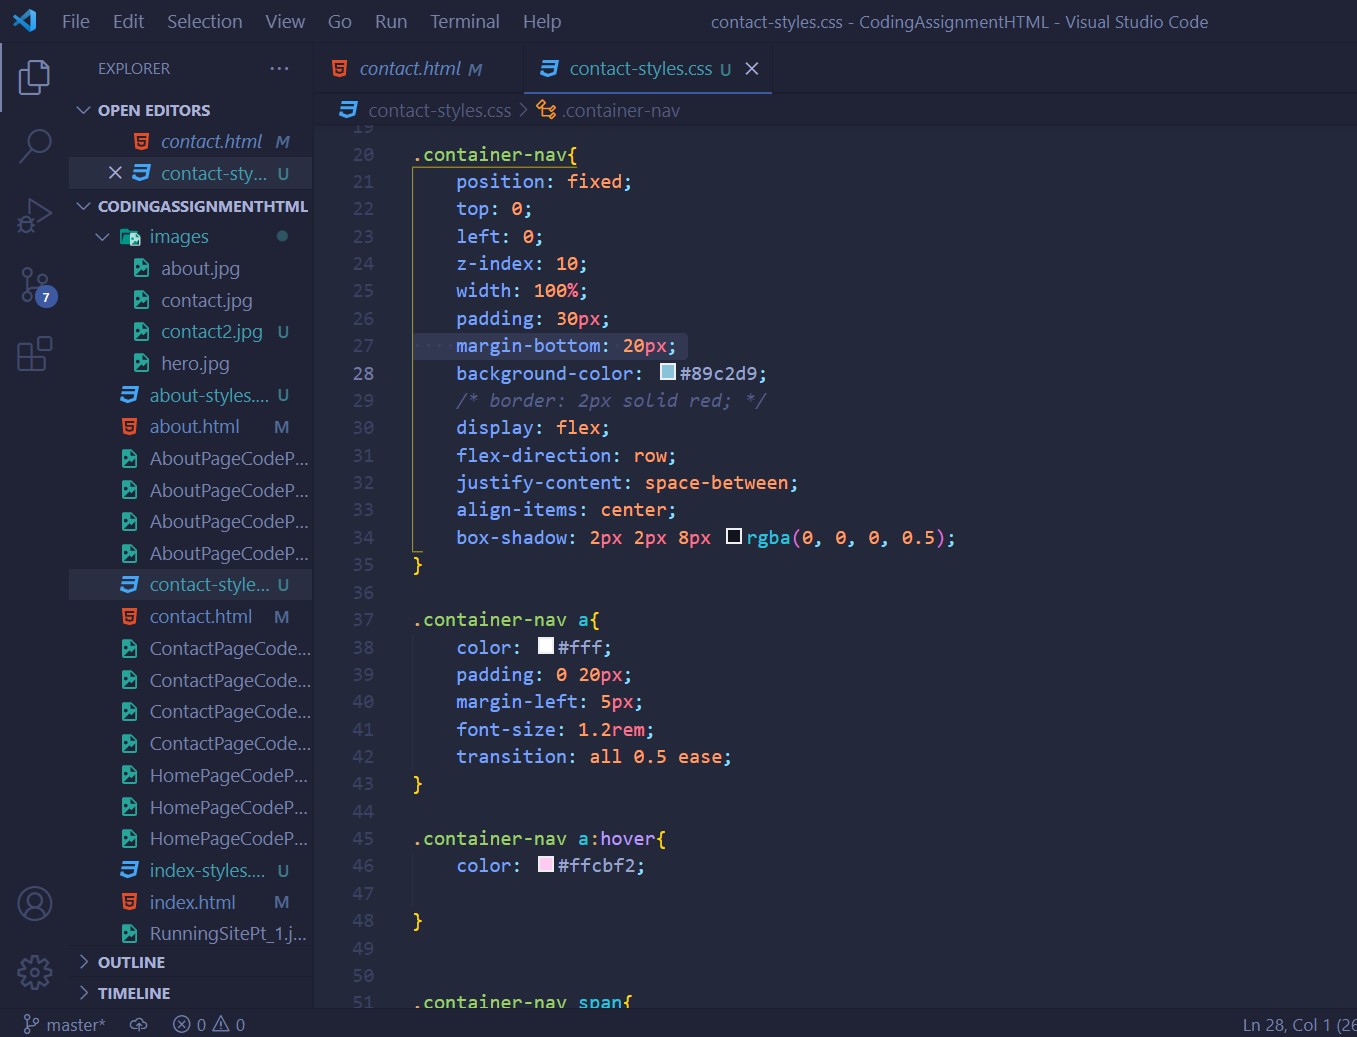 File Edit Selection View Go Run Terminal Help contact-styles.css - CodingAssignmentHTML - Visual Studio Code
EXPLORER ...
OPEN EDITORS
contact.html M
contact-sty... U
CODINGASSIGNMENTHTML
images
about.jpg
contact.jpg
contact2.jpg U
hero.jpg
about-styles.... U
about.html M
AboutPageCodeP...
AboutPageCodeP...
AboutPageCodeP...
AboutPageCodeP...
contact-style... U
contact.html M
ContactPageCode...
ContactPageCode...
ContactPageCode...
ContactPageCode...
HomePageCodeP...
HomePageCodeP...
HomePageCodeP...
index-styles.... U
index.html M
RunningSitePt_1.j...
OUTLINE
TIMELINE
7
contact.html M contact-styles.css U
contact-styles.css > .container-nav
19
20 .container-nav{
21 position: fixed;
22 top: 0;
23 left: 0;
24 z-index: 10;
25 width: 100%;
26 padding: 30px;
27 margin-bottom: 20px;
28 background-color: #89c2d9;
29 /* border: 2px solid red; */
30 display: flex;
31 flex-direction: row;
32 justify-content: space-between;
33 align-items: center;
34 box-shadow: 2px 2px 8px rgba(0, 0, 0, 0.5);
35 }
36
37 .container-nav a{
38 color: #fff;
39 padding: 0 20px;
40 margin-left: 5px;
41 font-size: 1.2rem;
42 transition: all 0.5 ease;
43 }
44
45 .container-nav a:hover{
46 color: #ffcbf2;
47
48 }
49
50
51 .container-nav span{
master* 0 0 Ln 28, Col 1 (26